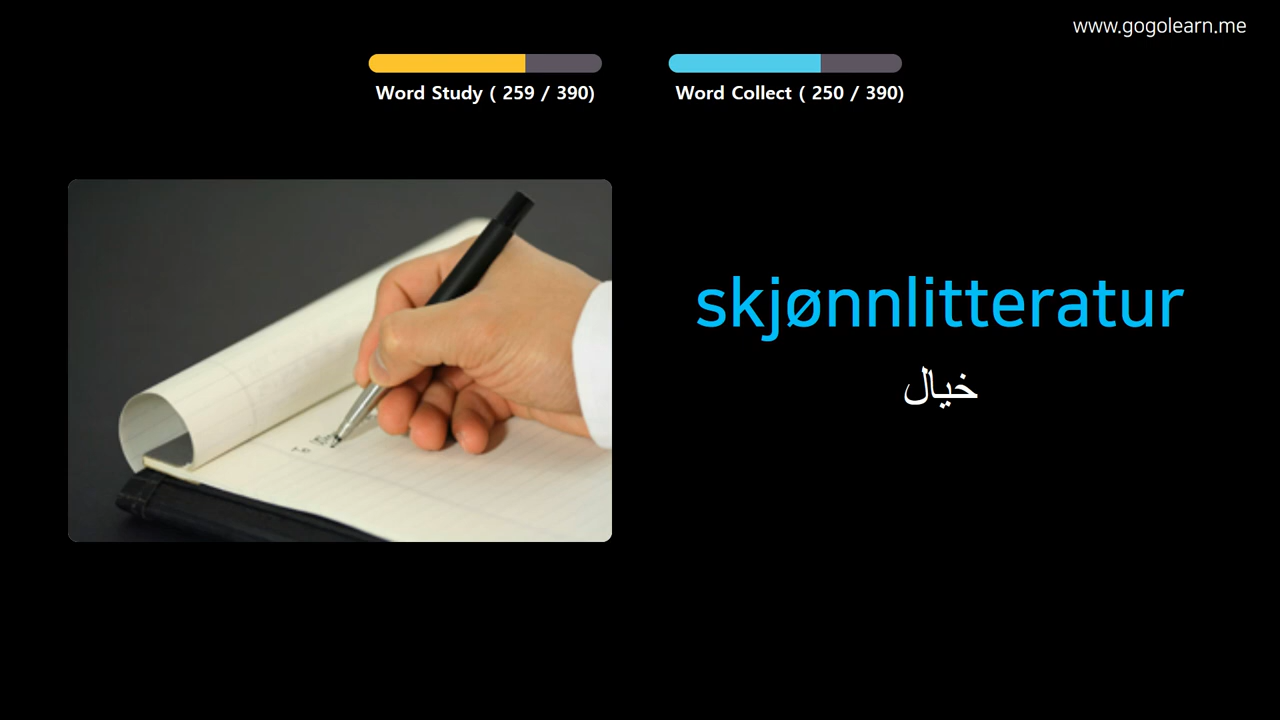 www.gogolearn.me
Word Study ( 259 / 390)
Word Collect ( 250 / 390)
skjønnlitteratur
خيال